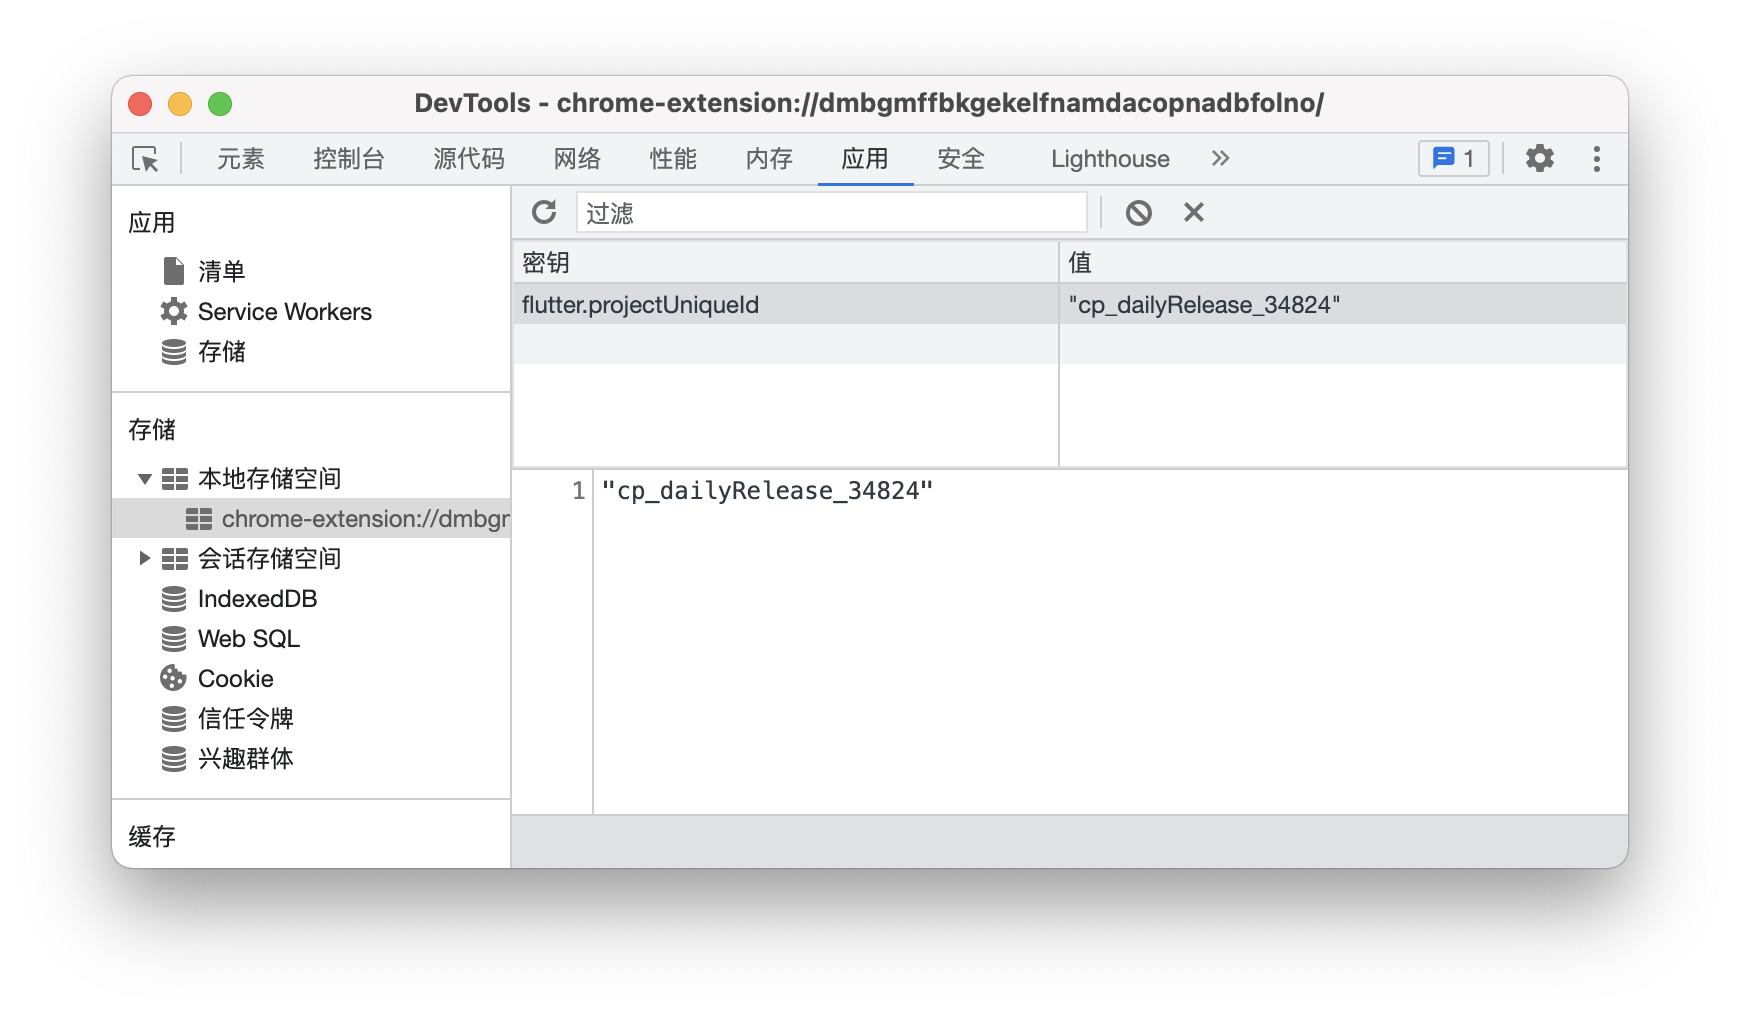 DevTools - chrome-extension://dmbgmffbkgekelfnamdacopnadbfolno/
元素 控制台 源代码 网络 性能 内存 应用 安全 Lighthouse 1
应用
清单
Service Workers
存储
存储
本地存储空间
chrome-extension://dmbgr
会话存储空间
IndexedDB
Web SQL
Cookie
信任令牌
兴趣群体
缓存
过滤
密钥 值
flutter.projectUniqueId "cp_dailyRelease_34824"
1 "cp_dailyRelease_34824"